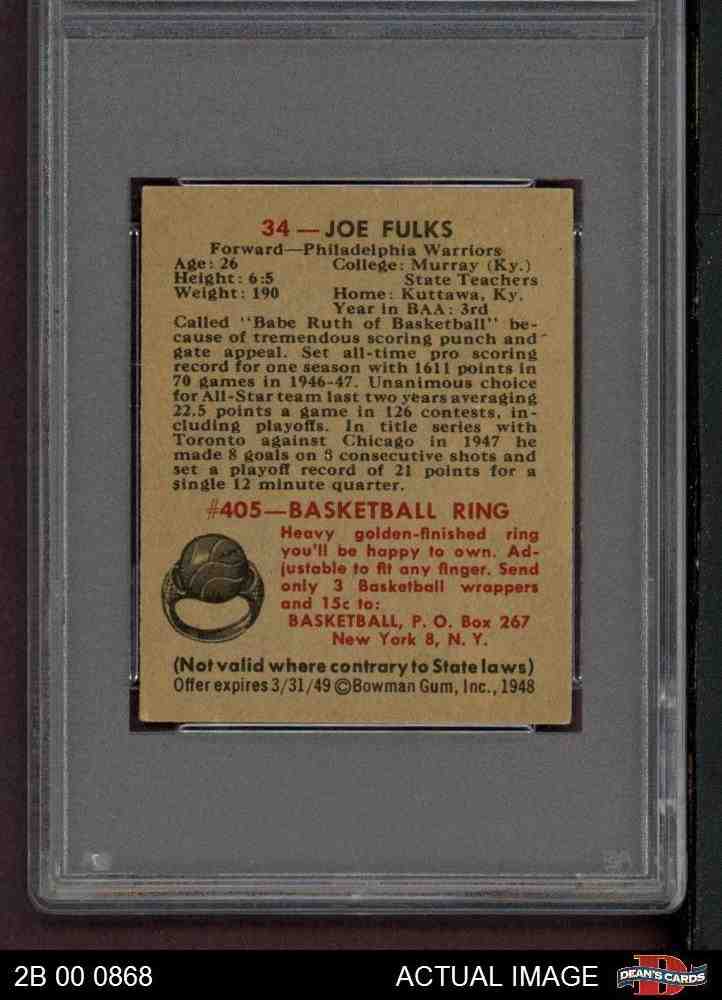 34—JOE FULKS
Forward—Philadelphia Warriors
Age: 26 College: Murray (Ky.)
Height: 6:5 State Teachers
Weight: 190 Home: Kuttawa, Ky.
Year in BAA: 3rd
Called "Babe Ruth of Basketball" be-
cause of tremendous scoring punch and
gate appeal. Set all-time pro scoring
record for one season with 1611 points in
70 games in 1946-47. Unanimous choice
for All-Star team last two years averaging
22.5 points a game in 126 contests, in-
cluding playoffs. In title series with
Toronto against Chicago in 1947 he
made 8 goals on 8 consecutive shots and
set a playoff record of 21 points for a
single 12 minute quarter.
#405—BASKETBALL RING
Heavy golden-finished ring
you'll be happy to own. Ad-
justable to fit any finger. Send
only 3 Basketball wrappers
and 15c to:
BASKETBALL, P. O. Box 267
New York 8, N. Y.
(Not valid where contrary to State laws)
Offer expires 3/31/49 ©Bowman Gum, Inc., 1948
2B 00 0868
ACTUAL IMAGE
D
DEAN'S CARDS